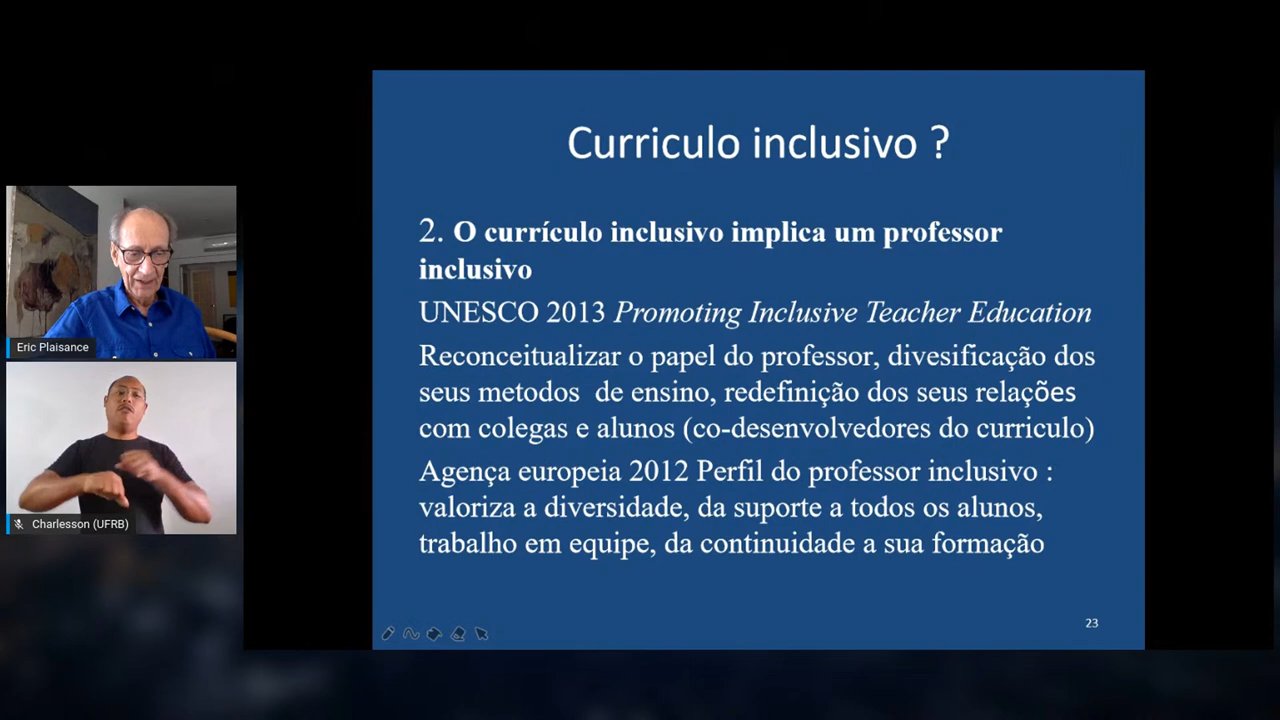 Curriculo inclusivo ?
2. O currículo inclusivo implica um professor
inclusivo
UNESCO 2013 Promoting Inclusive Teacher Education
Reconceitualizar o papel do professor, divesificação dos
seus metodos  de ensino, redefinição dos seus relações
com colegas e alunos (co-desenvolvedores do curriculo)
Agença europeia 2012 Perfil do professor inclusivo :
valoriza a diversidade, da suporte a todos os alunos,
trabalho em equipe, da continuidade a sua formação
23
Eric Plaisance
Charlesson (UFRB)